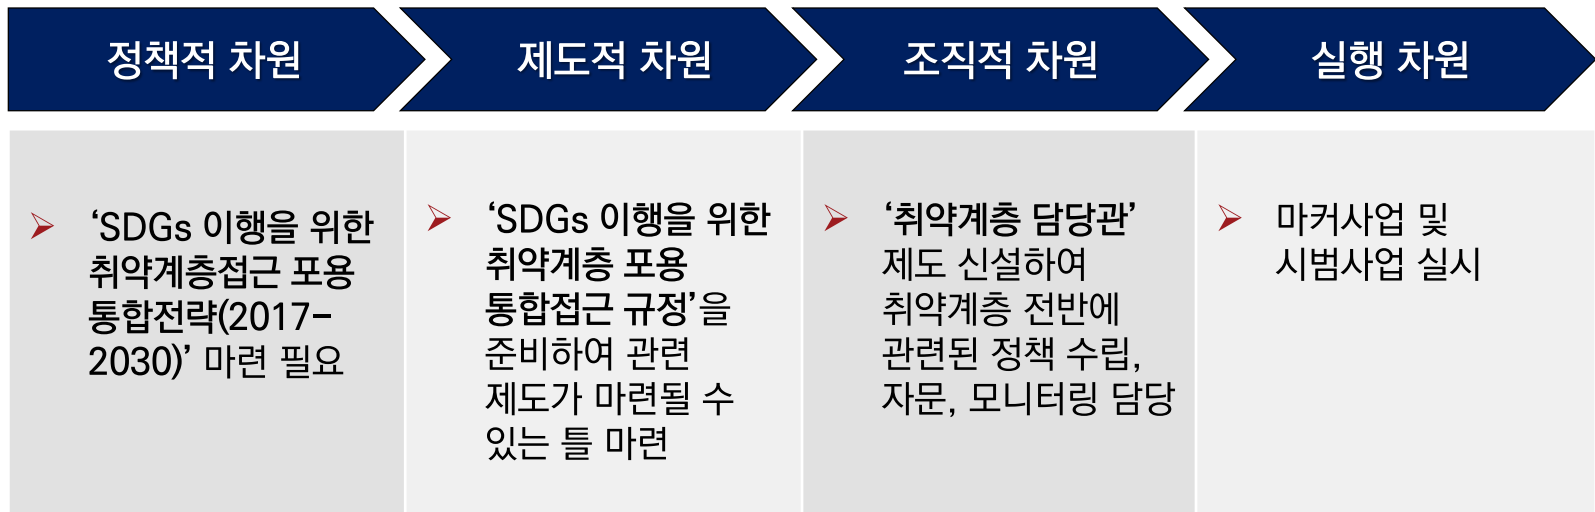 정책적 차원
제도적 차원
조직적 차원
실행 차원
‘SDGs 이행을 위한
취약계층접근 포용
통합전략(2017-
2030)’ 마련 필요
‘SDGs 이행을 위한
취약계층 포용
통합접근 규정’을
준비하여 관련
제도가 마련될 수
있는 틀 마련
‘취약계층 담당관’
제도 신설하여
취약계층 전반에
관련된 정책 수립,
자문, 모니터링 담당
마커사업 및
시범사업 실시